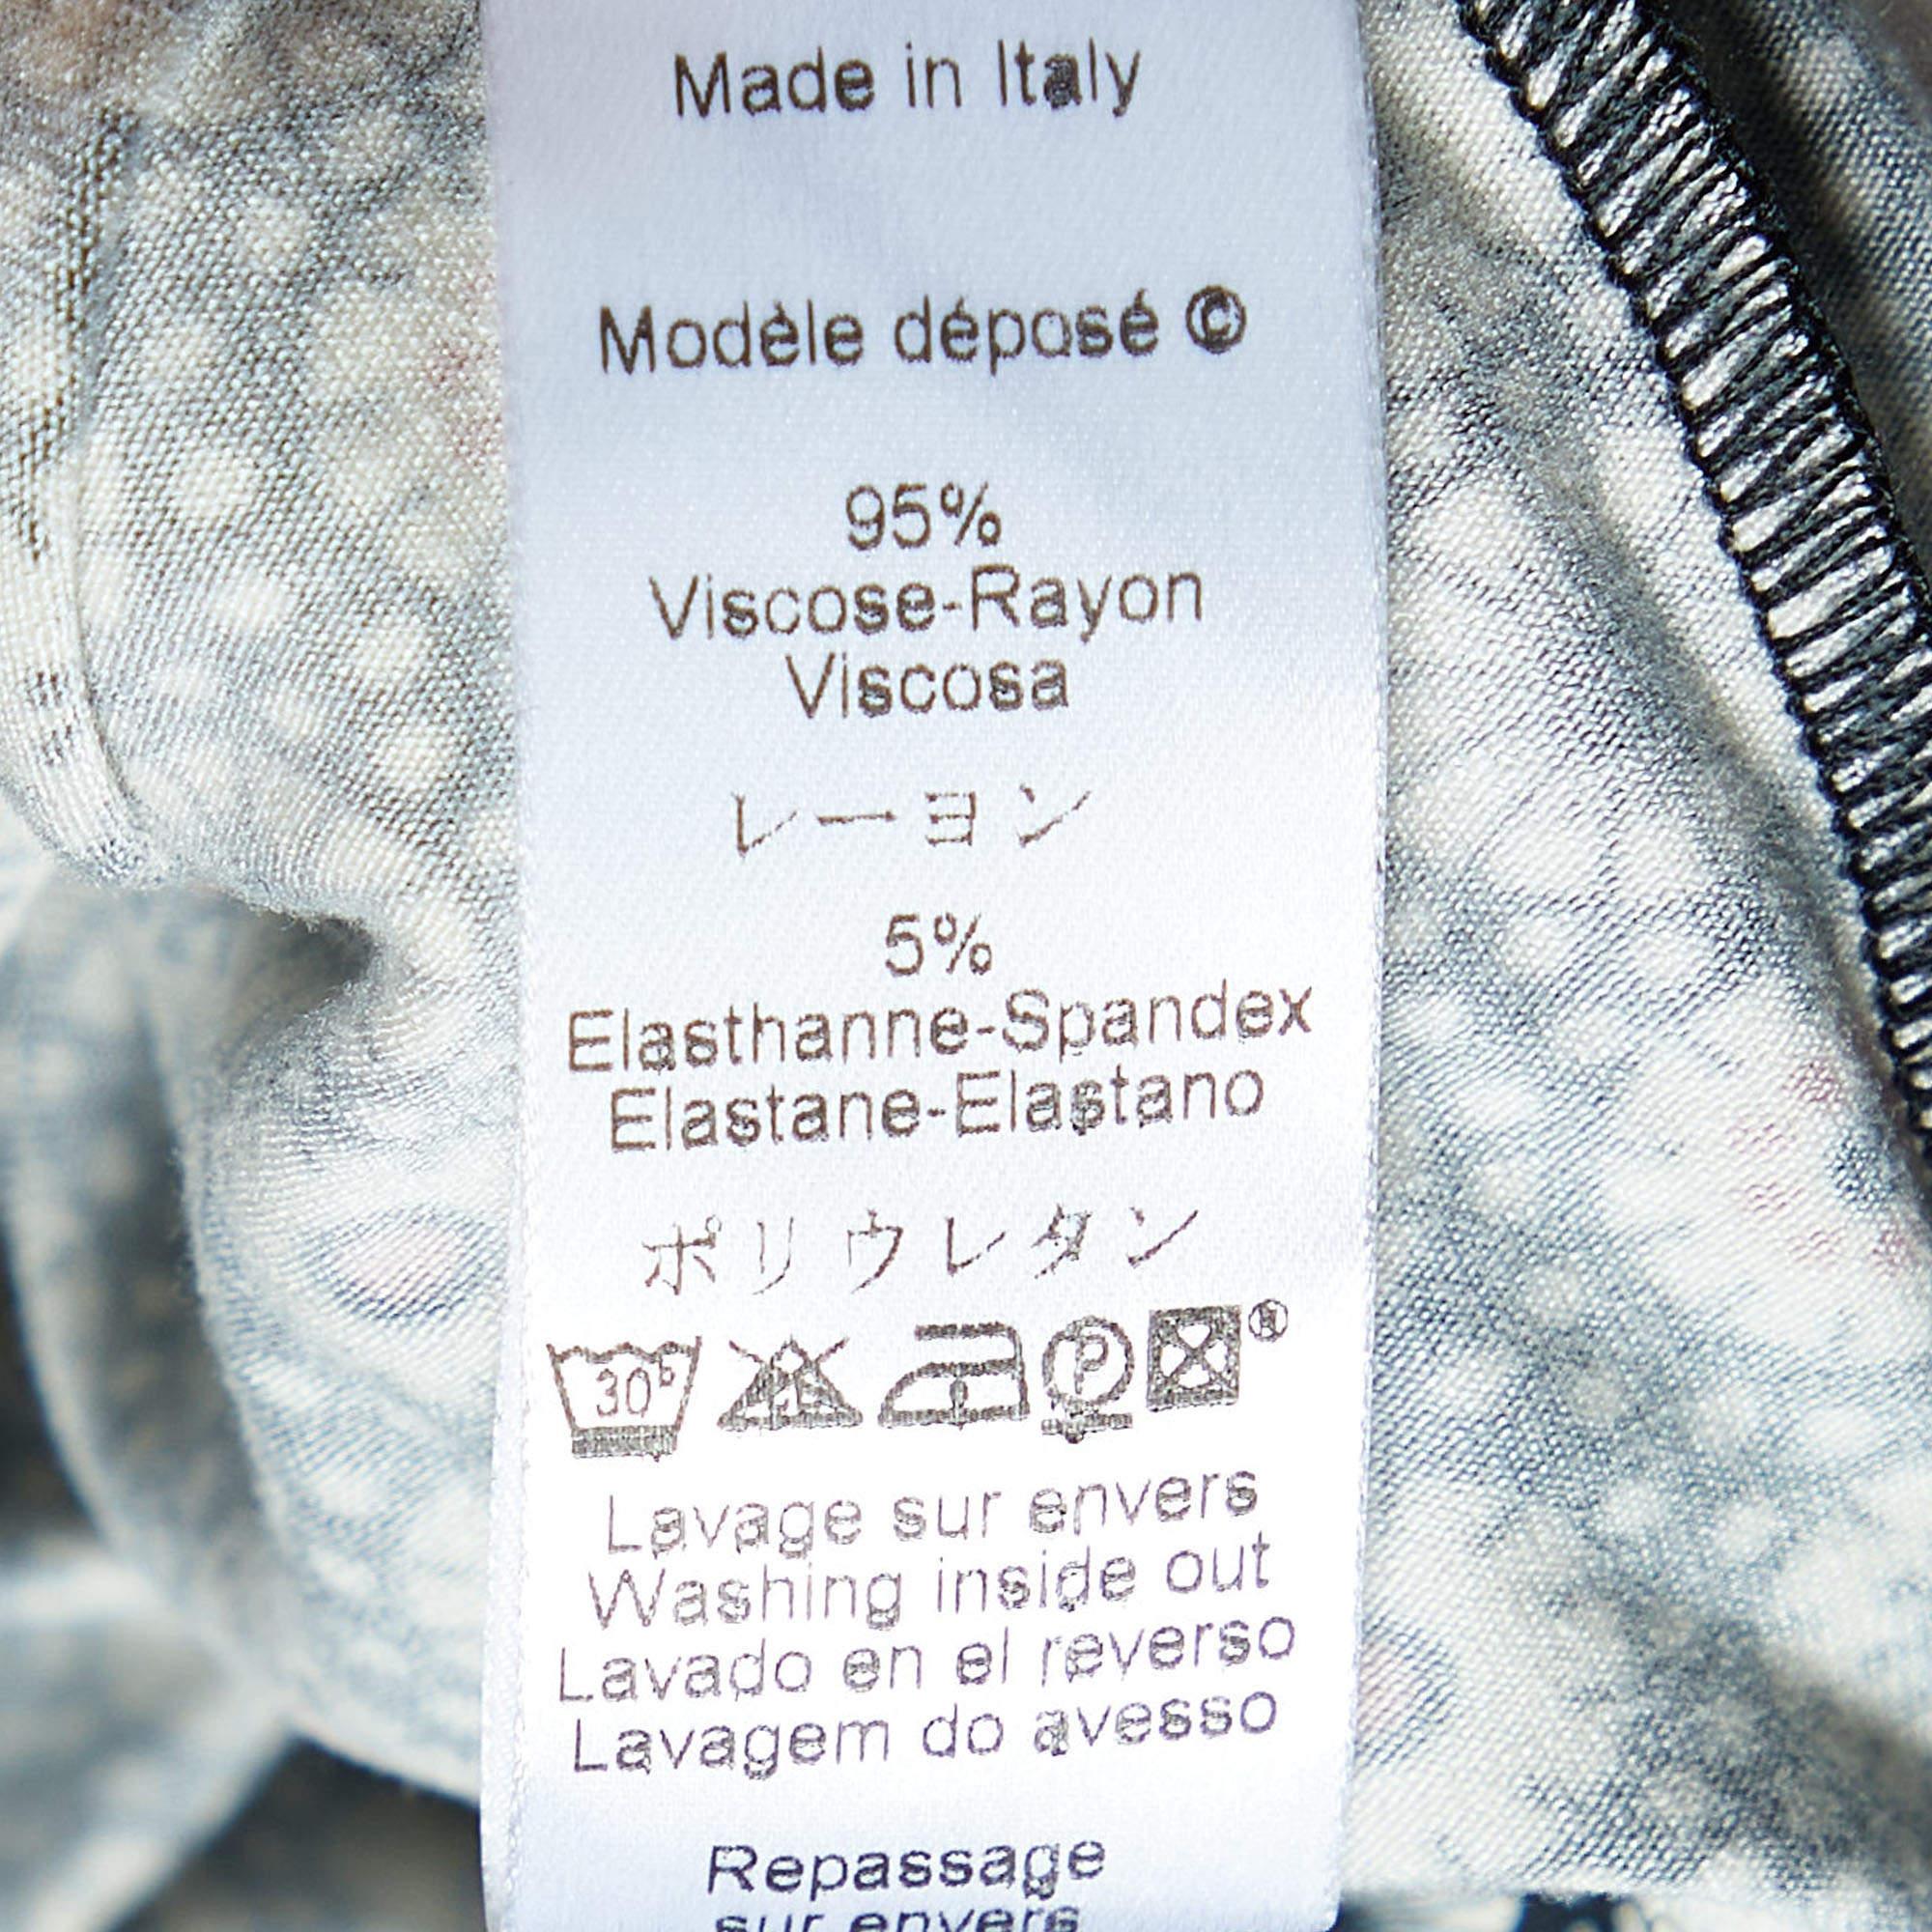 Made in Italy
Modèle déposé ©
95%
Viscose-Rayon
Viscosa
レーヨン
5%
Elasthanne-Spandex
Elastane-Elastano
ポリウレタン
30° P ®
Lavage sur envers
Washing inside out
Lavado en el reverso
Lavagem do avesso
Repassage
sur envers